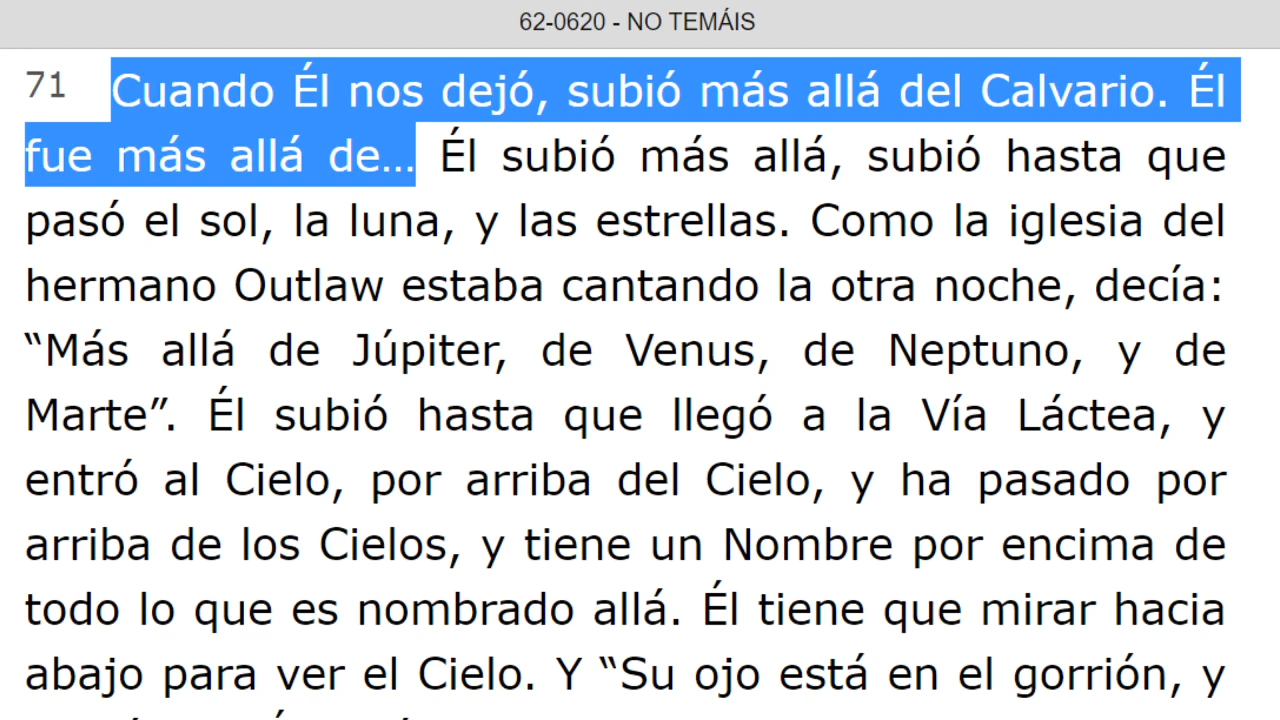 62-0620 - NO TEMÁIS
71 Cuando Él nos dejó, subió más allá del Calvario. Él
fue más allá de... Él subió más allá, subió hasta que
pasó el sol, la luna, y las estrellas. Como la iglesia del
hermano Outlaw estaba cantando la otra noche, decía:
“Más allá de Júpiter, de Venus, de Neptuno, y de
Marte”. Él subió hasta que llegó a la Vía Láctea, y
entró al Cielo, por arriba del Cielo, y ha pasado por
arriba de los Cielos, y tiene un Nombre por encima de
todo lo que es nombrado allá. Él tiene que mirar hacia
abajo para ver el Cielo. Y “Su ojo está en el gorrión, y